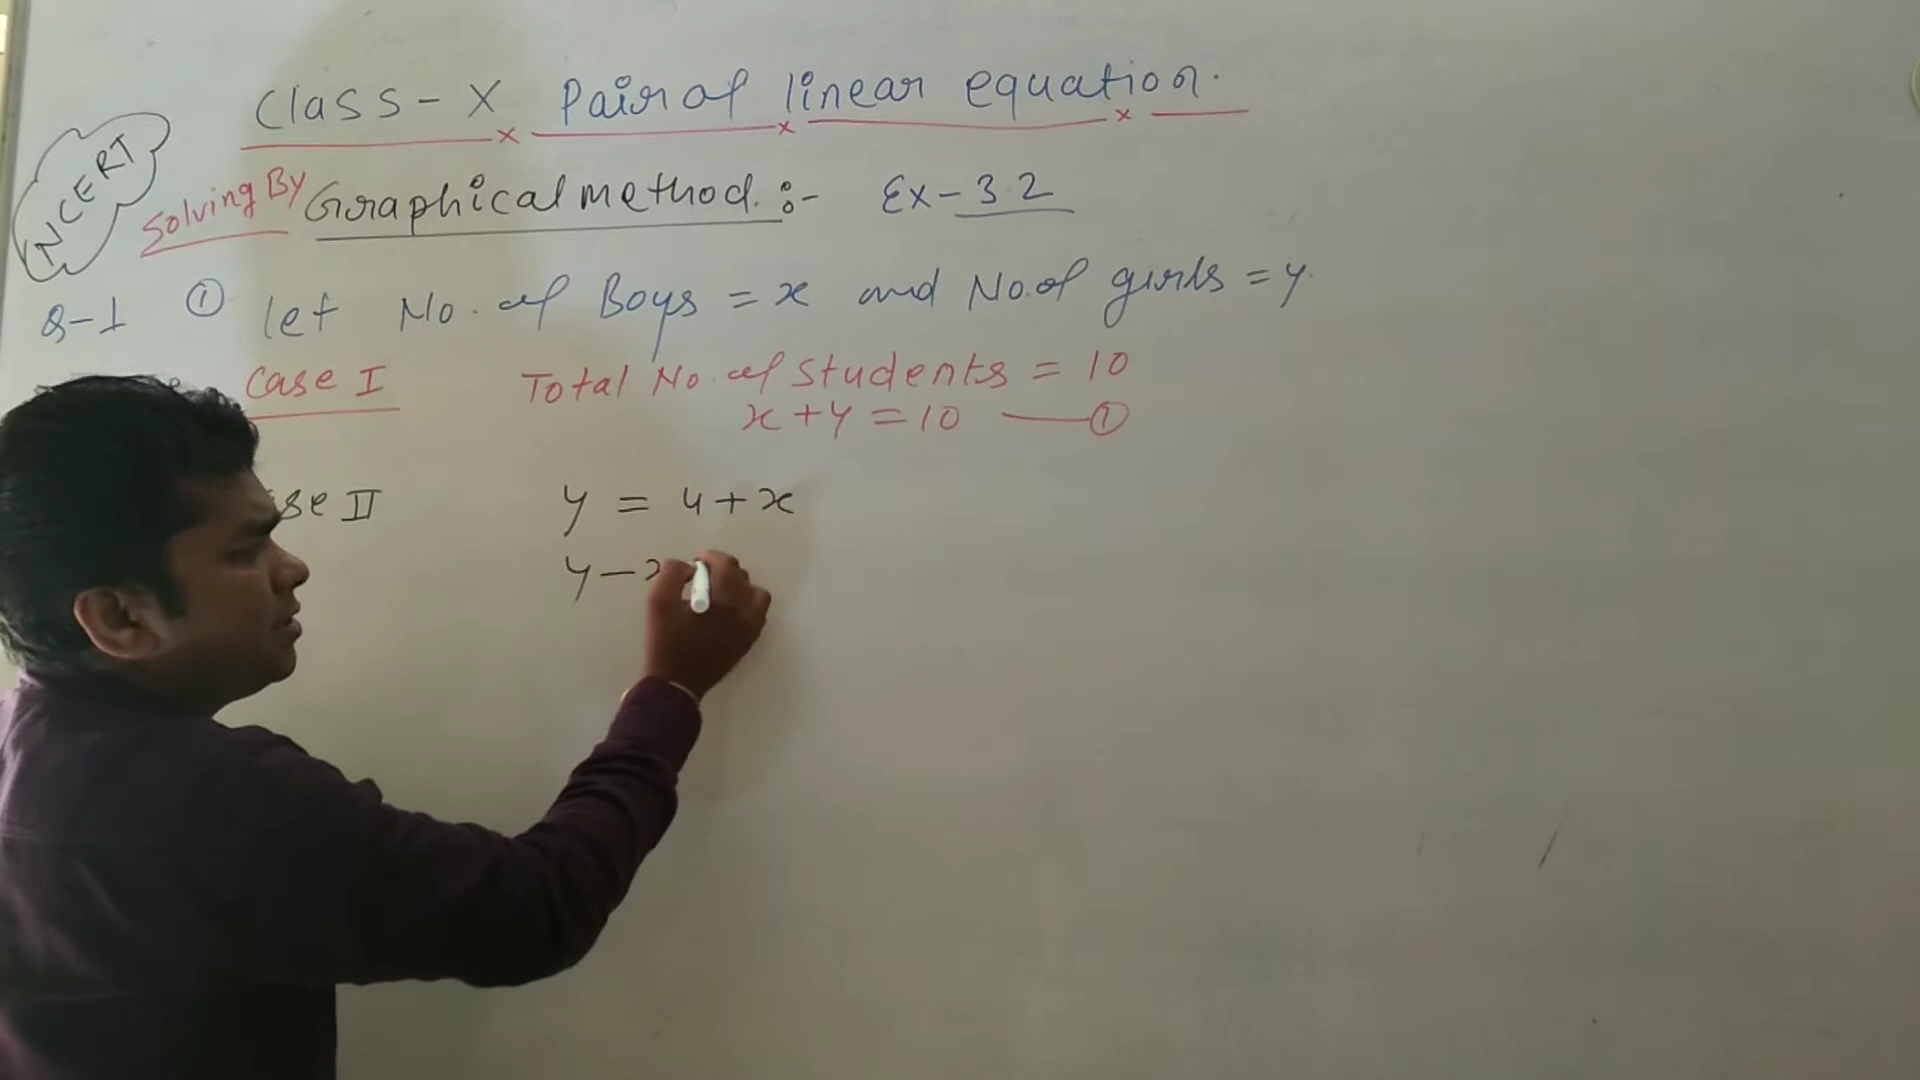 Class - X Pair of linear equation.
NCERT
Solving By Graphical method :- Ex - 3.2
Q-1 ① let No. of Boys = x and No. of girls = y.
Case I Total No. of Students = 10
x + y = 10 —— ①
se II y = 4 + x
y -